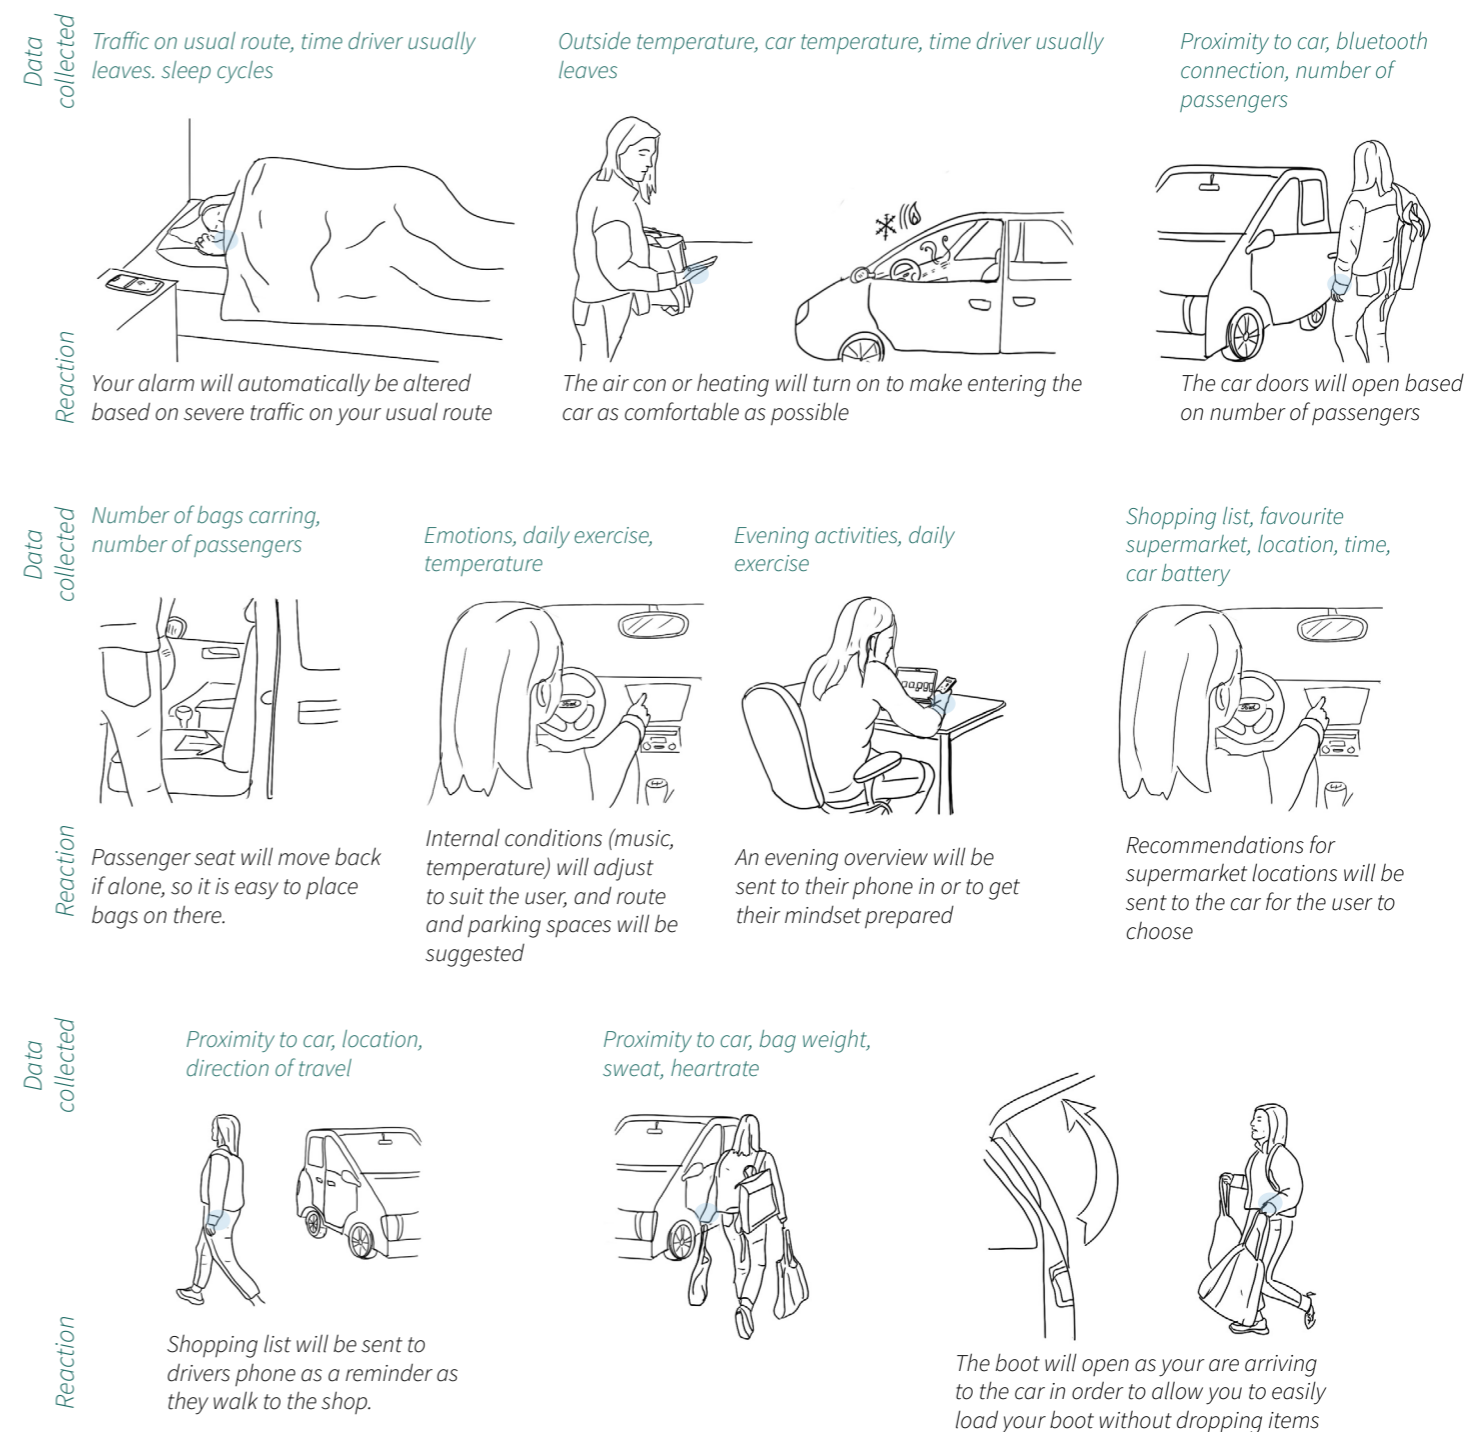 Data
collected
Traffic on usual route, time driver usually
leaves. sleep cycles
Outside temperature, car temperature, time driver usually
leaves
Proximity to car, bluetooth
connection, number of
passengers
Reaction
Your alarm will automatically be altered
based on severe traffic on your usual route
The air con or heating will turn on to make entering the
car as comfortable as possible
The car doors will open based
on number of passengers
Data
collected
Number of bags carring,
number of passengers
Emotions, daily exercise,
temperature
Evening activities, daily
exercise
Shopping list, favourite
supermarket, location, time,
car battery
Ford
Ford
Reaction
Passenger seat will move back
if alone, so it is easy to place
bags on there.
Internal conditions (music,
temperature) will adjust
to suit the user, and route
and parking spaces will be
suggested
An evening overview will be
sent to their phone in or to get
their mindset prepared
Recommendations for
supermarket locations will be
sent to the car for the user to
choose
Data
collected
Proximity to car, location,
direction of travel
Proximity to car, bag weight,
sweat, heartrate
Reaction
Shopping list will be sent to
drivers phone as a reminder as
they walk to the shop.
The boot will open as your are arriving
to the car in order to allow you to easily
load your boot without dropping items